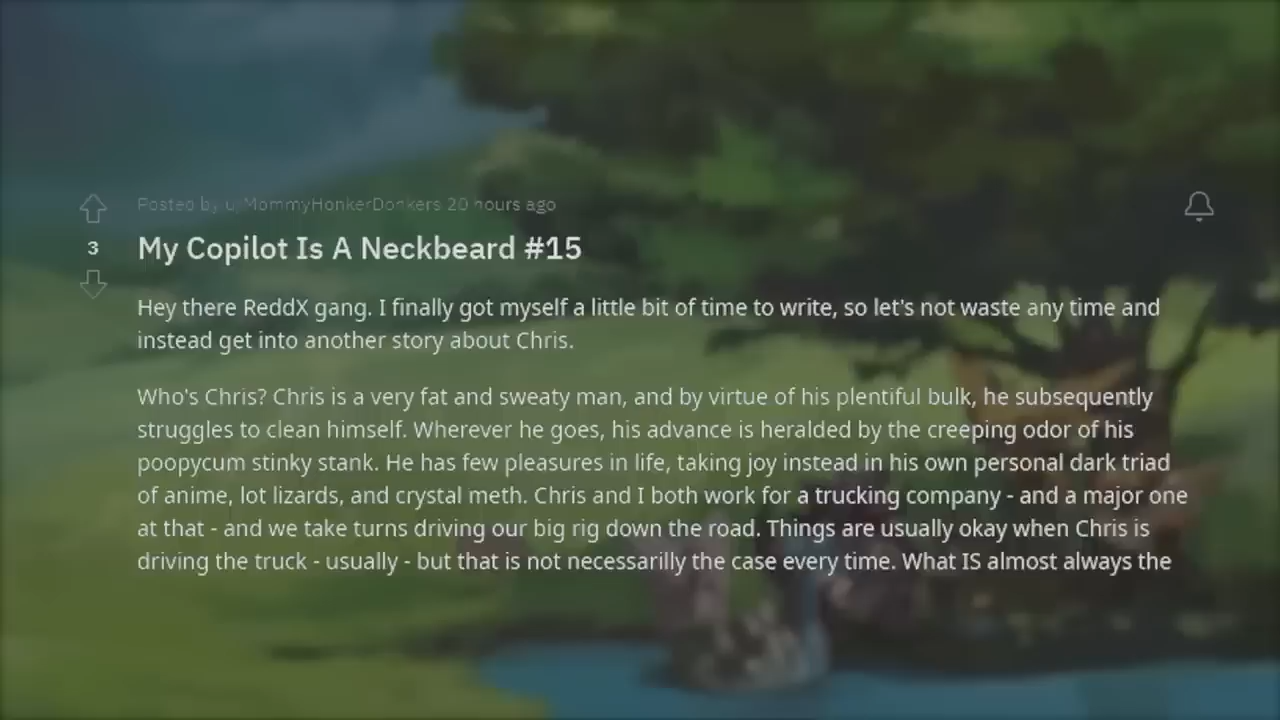 Posted by u/MommyHonkerDonkers 20 hours ago
3
My Copilot Is A Neckbeard #15
Hey there ReddX gang. I finally got myself a little bit of time to write, so let's not waste any time and
instead get into another story about Chris.
Who's Chris? Chris is a very fat and sweaty man, and by virtue of his plentiful bulk, he subsequently
struggles to clean himself. Wherever he goes, his advance is heralded by the creeping odor of his
poopycum stinky stank. He has few pleasures in life, taking joy instead in his own personal dark triad
of anime, lot lizards, and crystal meth. Chris and I both work for a trucking company - and a major one
at that - and we take turns driving our big rig down the road. Things are usually okay when Chris is
driving the truck - usually - but that is not necessarilly the case every time. What IS almost always the